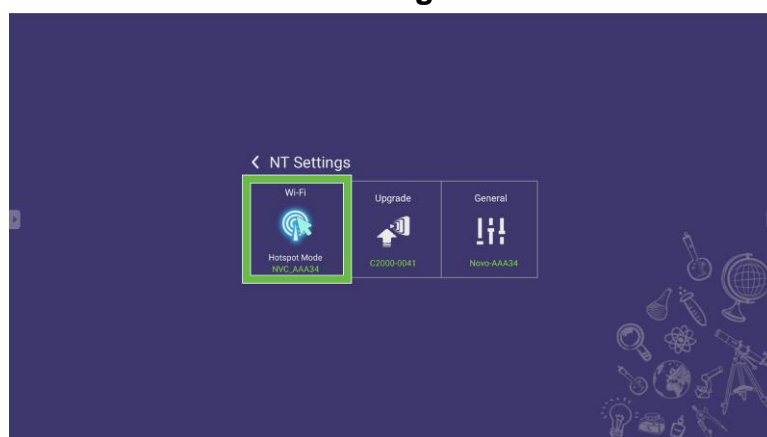 NT Settings
Wi-Fi
Hotspot Mode
NVC_AAA34
Upgrade
C2000-0041
General
Novo-AAA34